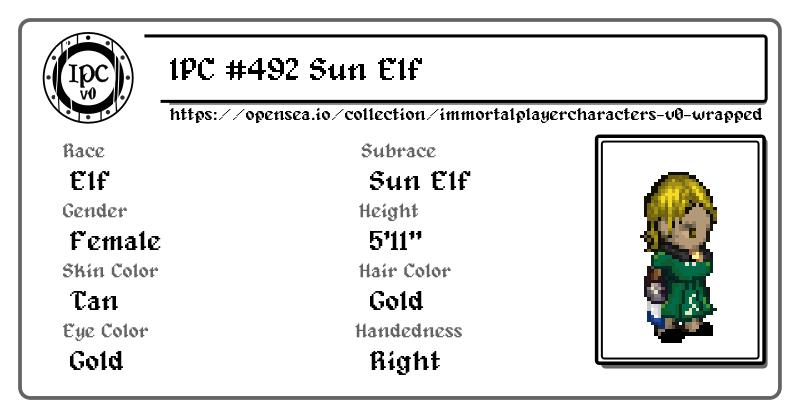 IPC
v0
IPC #492 Sun Elf
https://opensea.io/collection/immortalplayercharacters-v0-wrapped
Race
Elf
Subrace
Sun Elf
Gender
Female
Height
5'11"
Skin Color
Tan
Hair Color
Gold
Eye Color
Gold
Handedness
Right